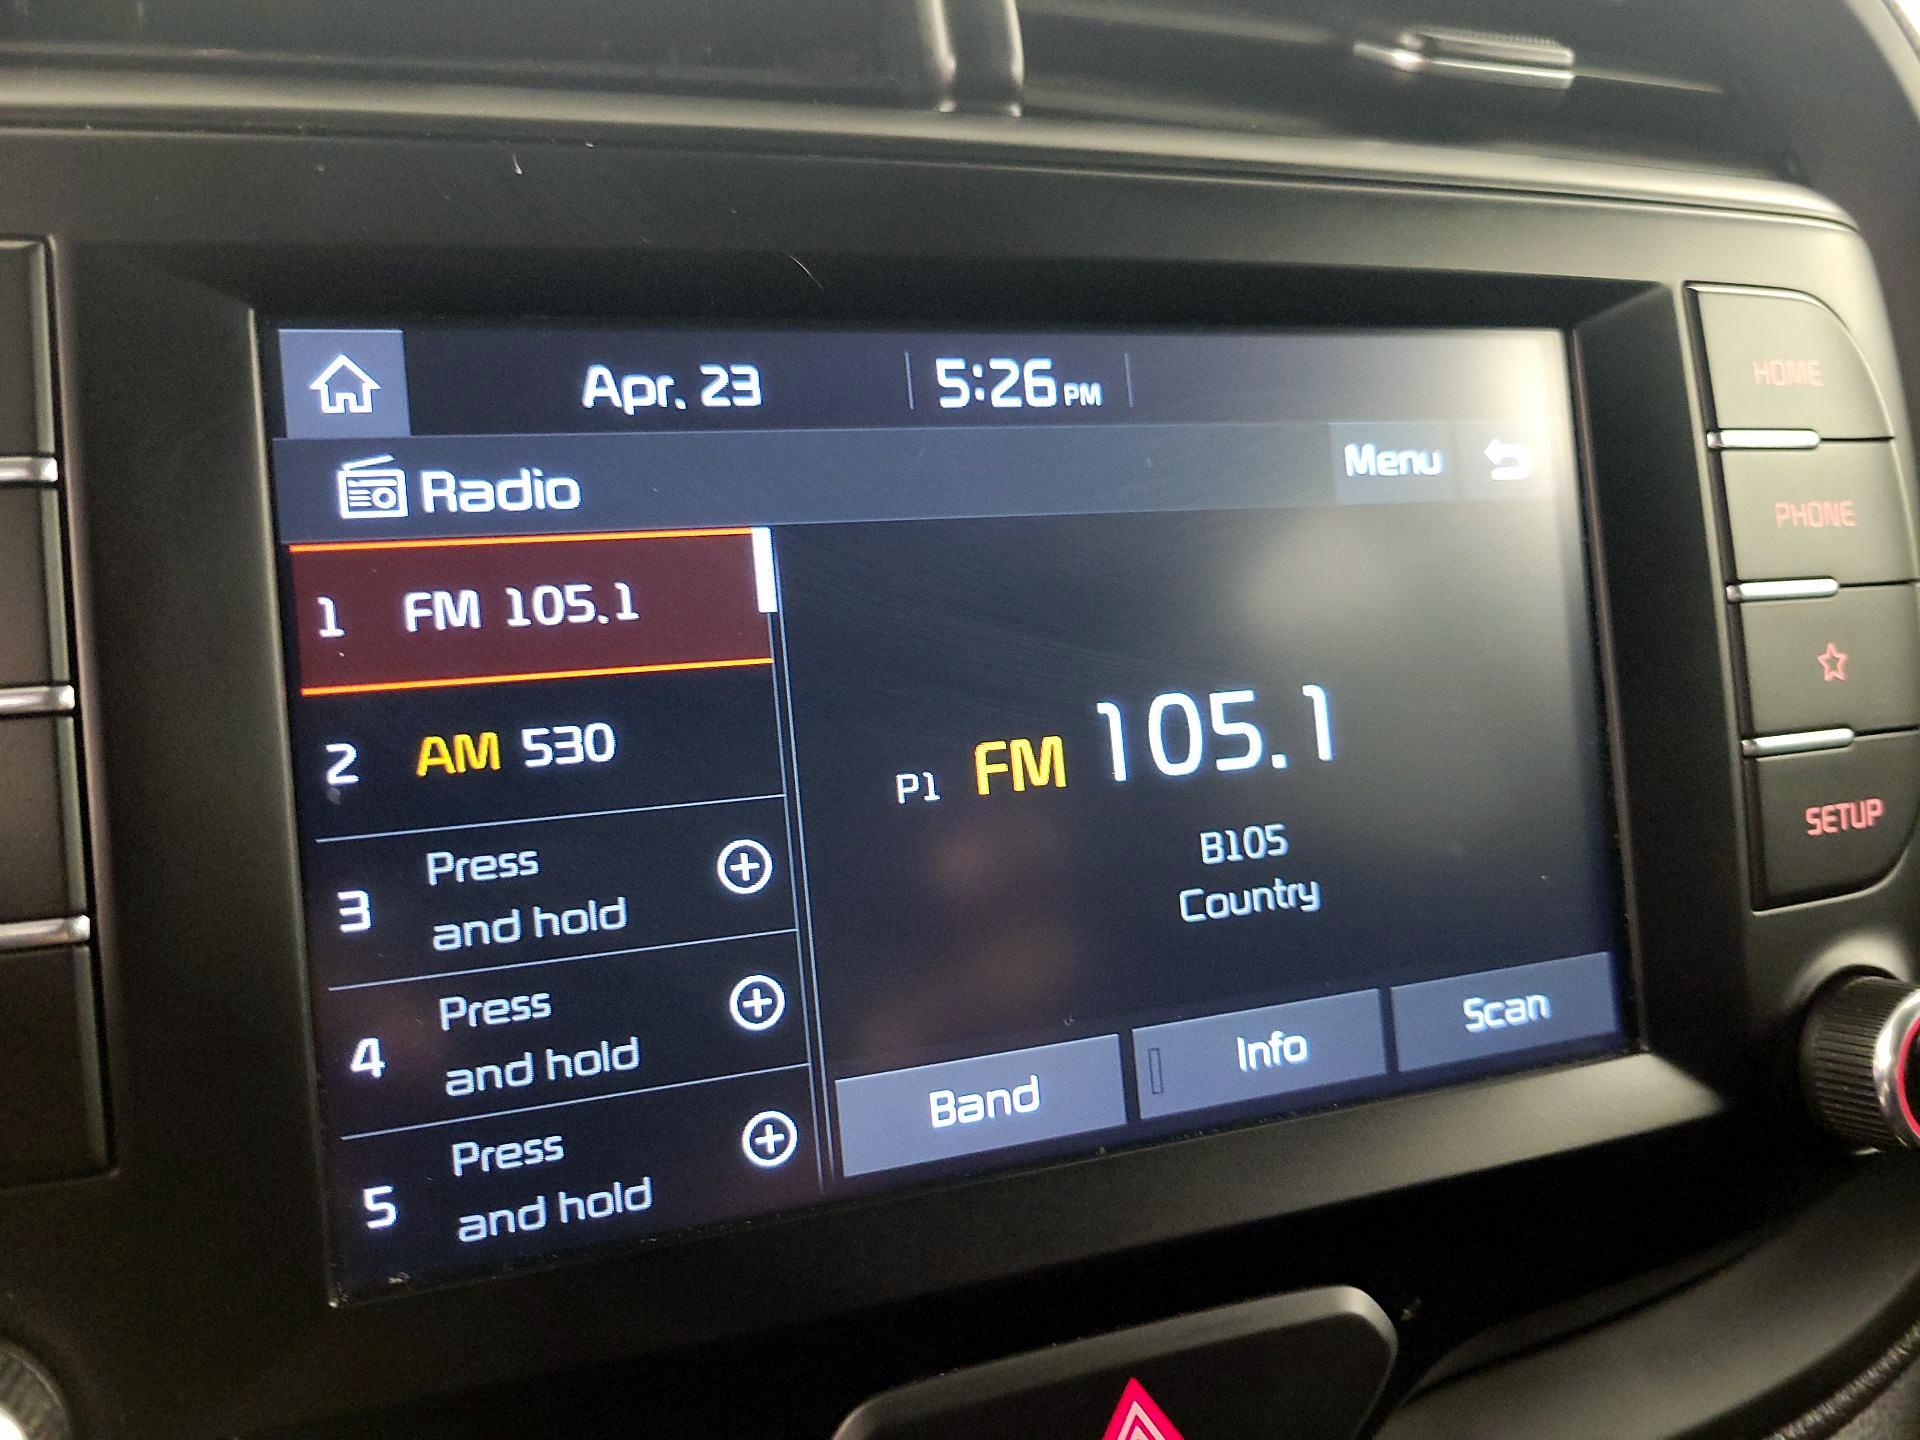 Apr. 23 5:26 PM
Radio Menu
1 FM 105.1
2 AM 530
3 Press
and hold
4 Press
and hold
5 Press
and hold
P1 FM 105.1
B105
Country
Band Info Scan
HOME
PHONE
SETUP